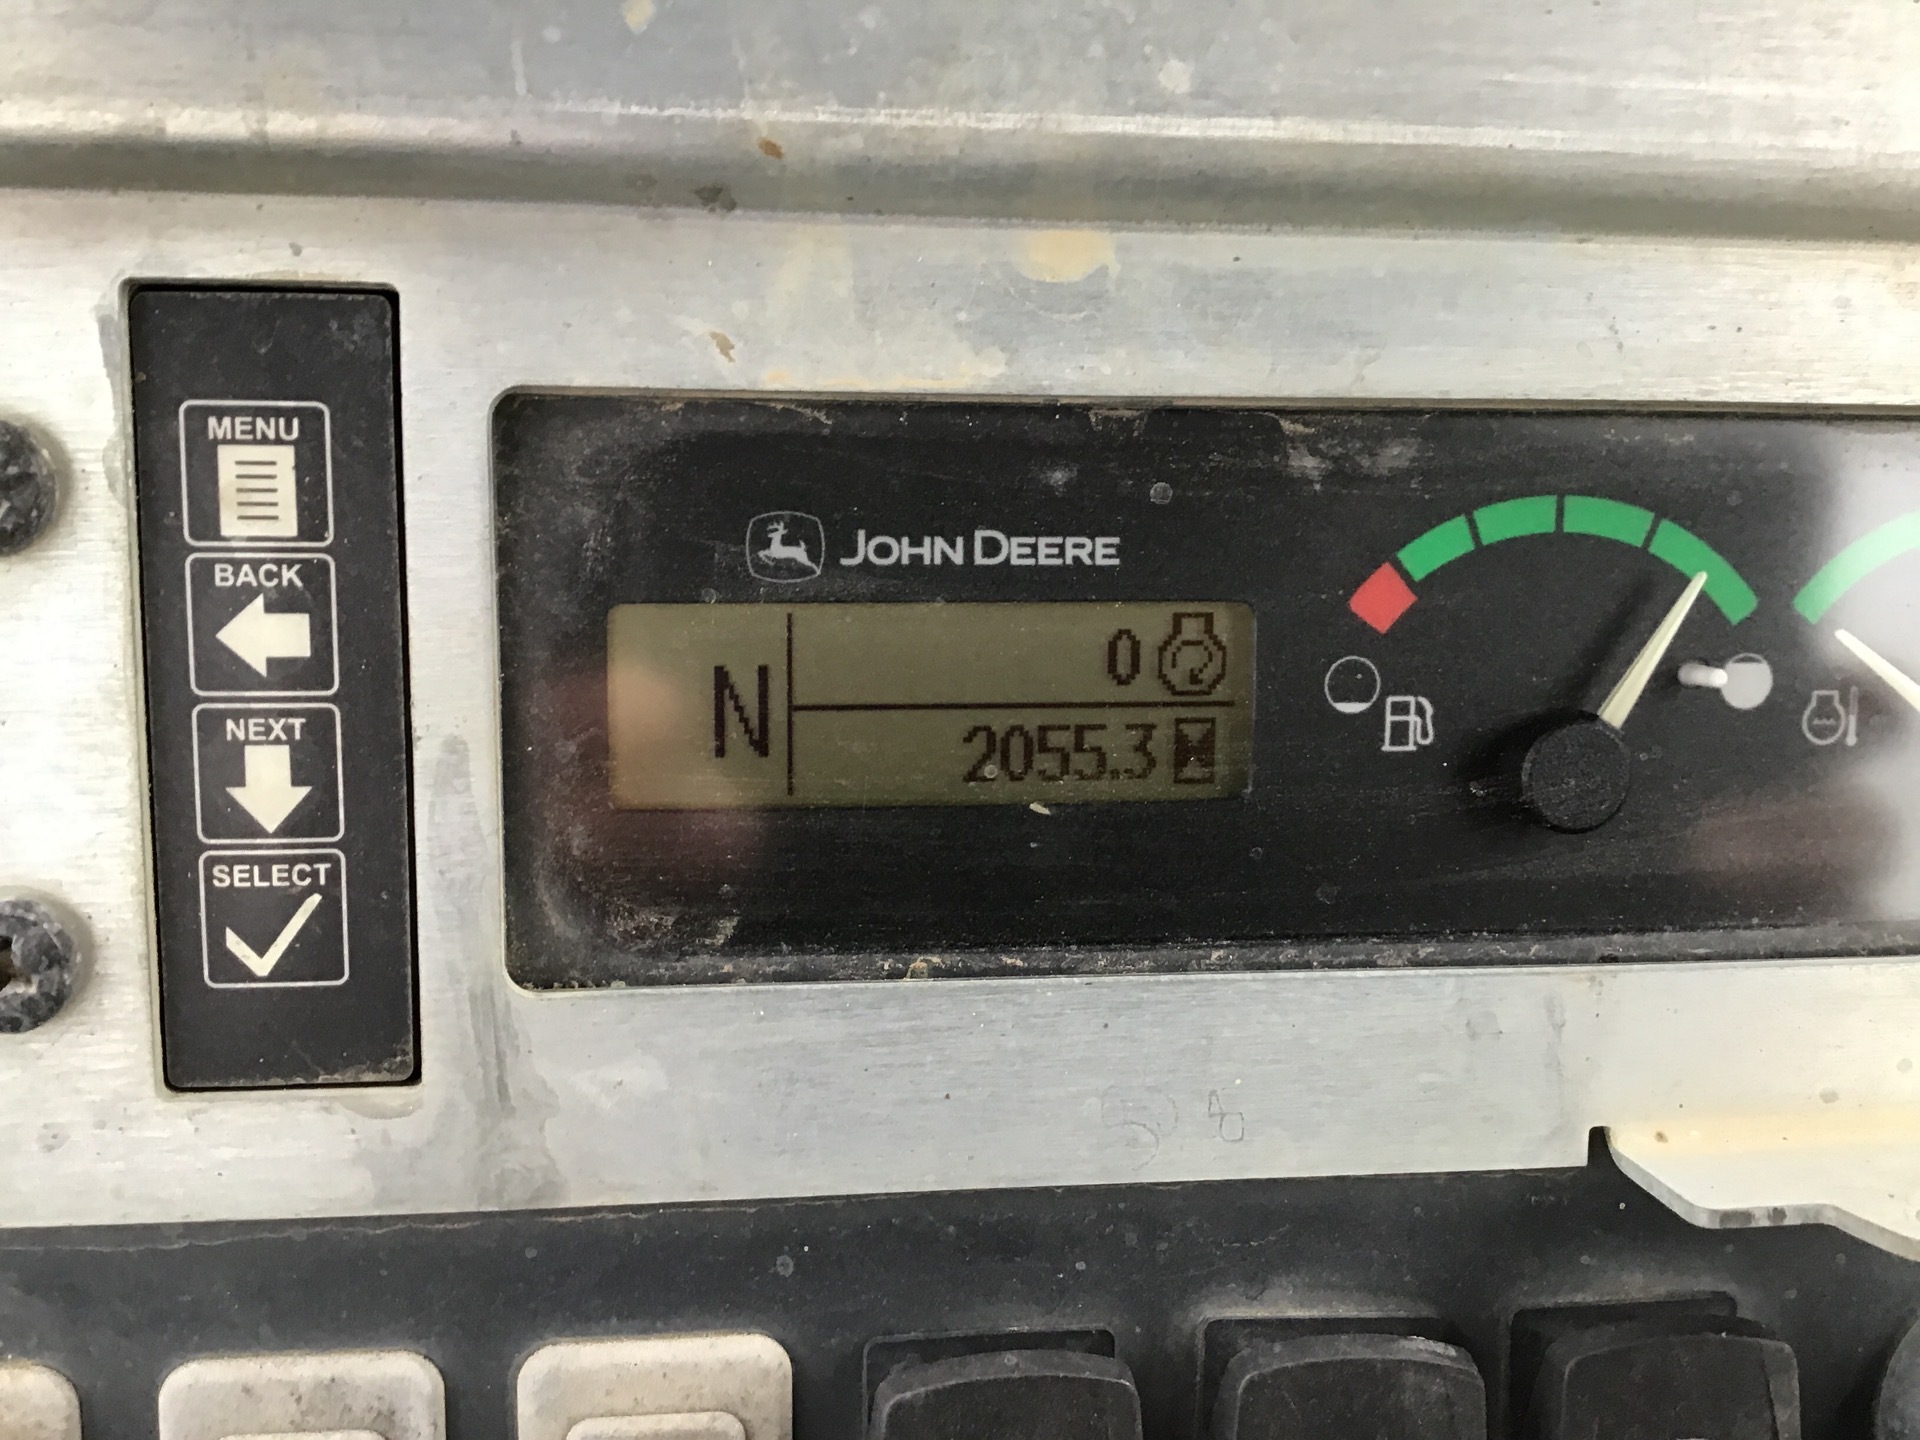 MENU
BACK
NEXT
SELECT
JOHN DEERE
N
0
2055.3